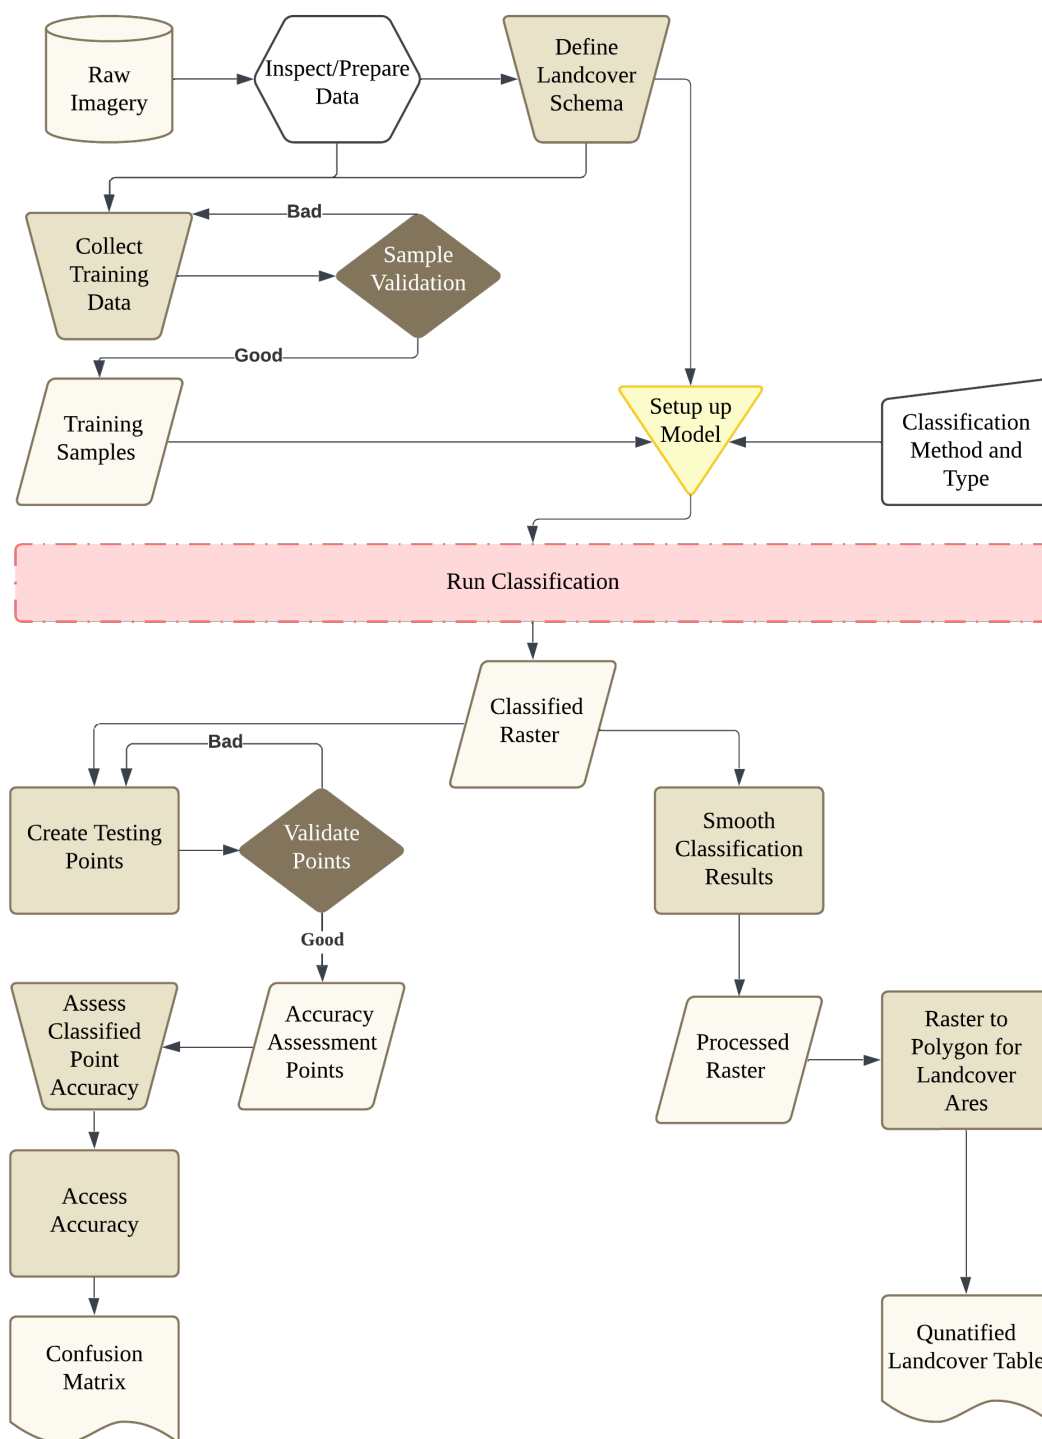 Raw
Imagery
Inspect/Prepare
Data
Define
Landcover
Schema
Bad
Collect
Training
Data
Sample
Validation
Good
Training
Samples
Setup up
Model
Classification
Method and
Type
Run Classification
Classified
Raster
Bad
Create Testing
Points
Validate
Points
Smooth
Classification
Results
Good
Assess
Classified
Point
Accuracy
Accuracy
Assessment
Points
Processed
Raster
Raster to
Polygon for
Landcover
Ares
Access
Accuracy
Confusion
Matrix
Qunatified
Landcover Table